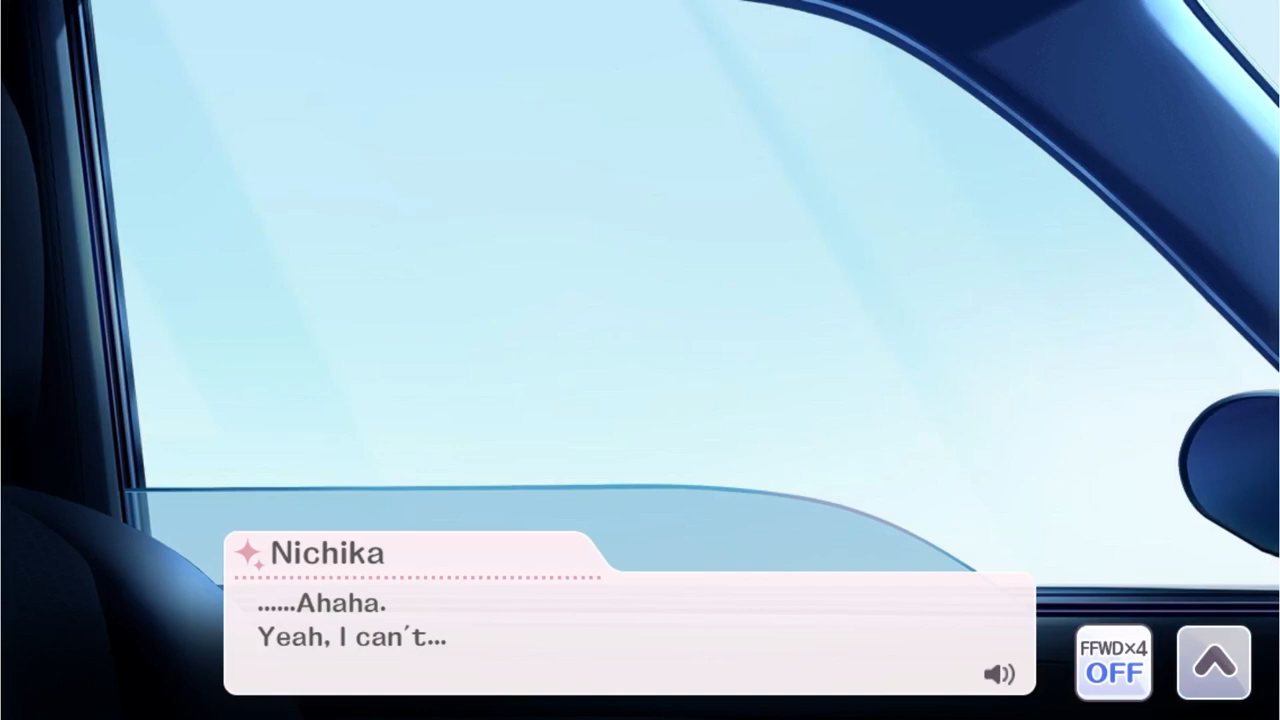 Nichika
......Ahaha.
Yeah, I can't...
FFWD×4
OFF